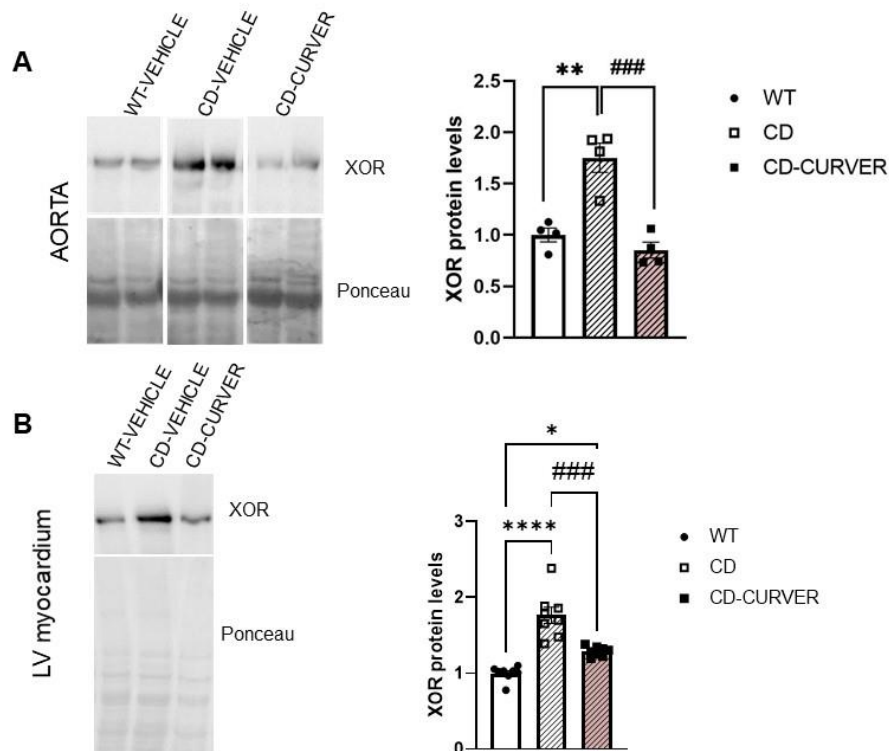 A
WT-VEHICLE
CD-VEHICLE
CD-CURVER
AORTA
XOR
Ponceau
XOR protein levels
2.5
2.0
1.5
1.0
0.5
0.0
** ###
WT
CD
CD-CURVER
B
WT-VEHICLE
CD-VEHICLE
CD-CURVER
LV myocardium
XOR
Ponceau
XOR protein levels
3
2
1
0
*
###
****
WT
CD
CD-CURVER